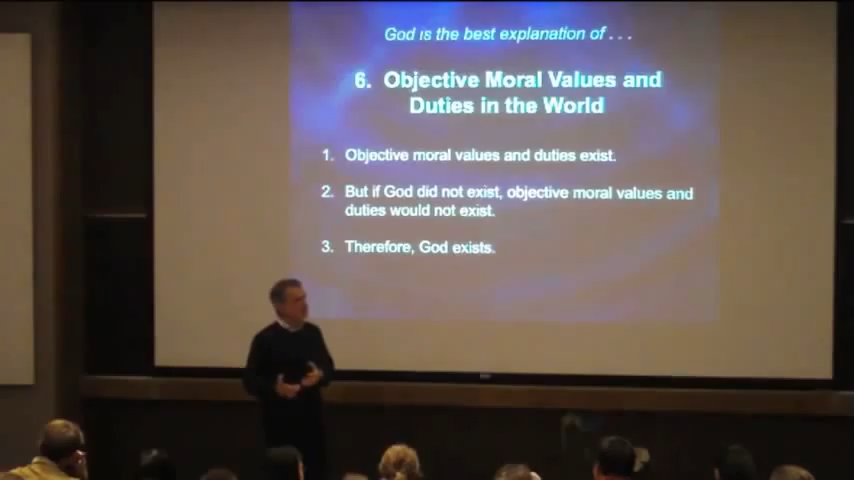 God is the best explanation of . . .
6. Objective Moral Values and
Duties in the World
1. Objective moral values and duties exist.
2. But if God did not exist, objective moral values and
duties would not exist.
3. Therefore, God exists.